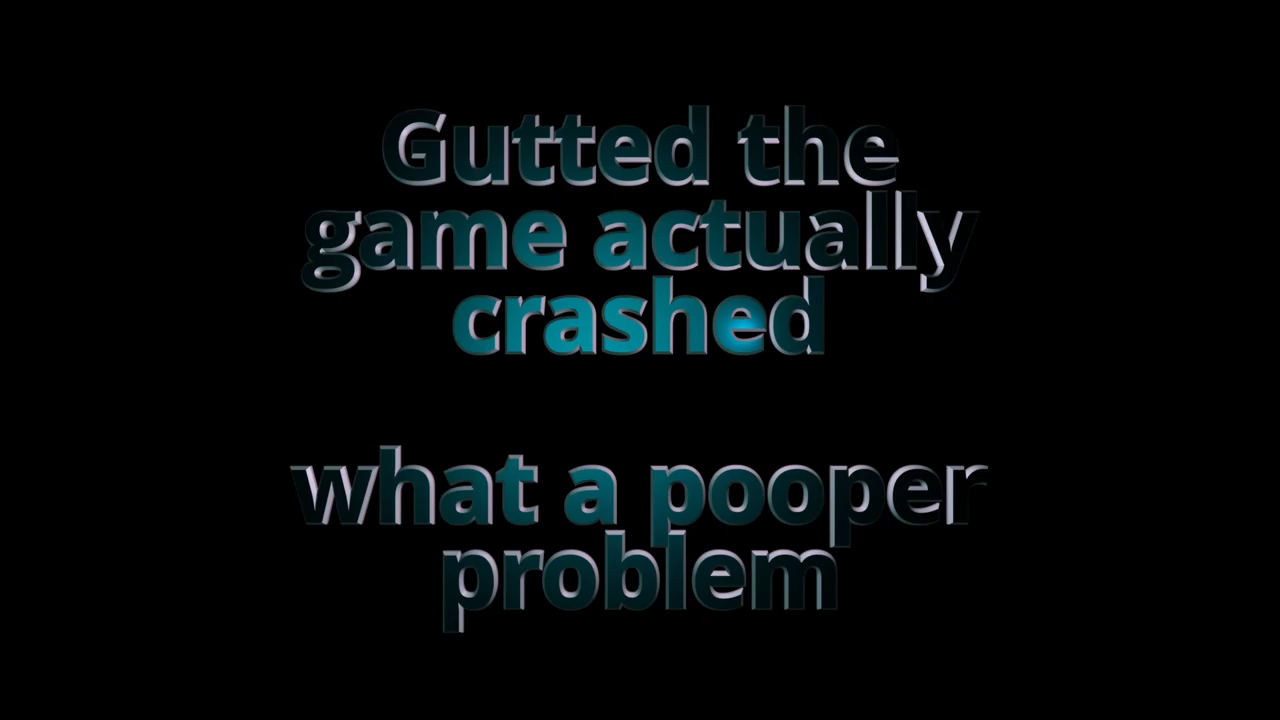 Gutted the
game actually
crashed
what a pooper
problem